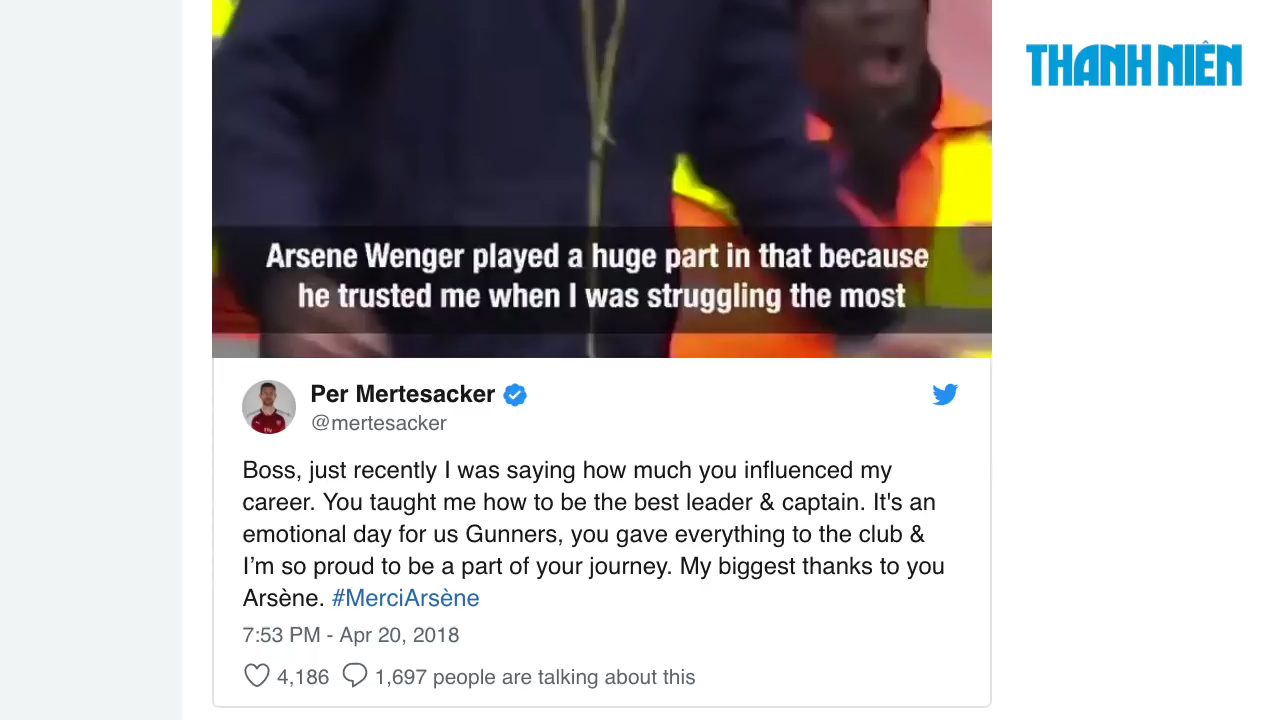 THANH NIÊN
Arsene Wenger played a huge part in that because
he trusted me when I was struggling the most
Per Mertesacker
@mertesacker
Boss, just recently I was saying how much you influenced my
career. You taught me how to be the best leader & captain. It's an
emotional day for us Gunners, you gave everything to the club &
I’m so proud to be a part of your journey. My biggest thanks to you
Arsène. #MerciArsène
7:53 PM - Apr 20, 2018
4,186 1,697 people are talking about this